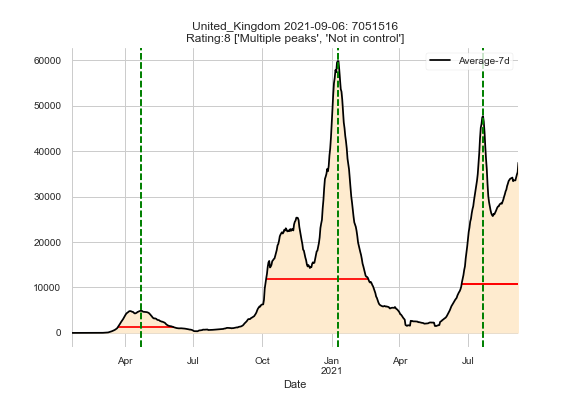 United_Kingdom 2021-09-06: 7051516
Rating:8 ['Multiple peaks', 'Not in control']
Average-7d
60000
50000
40000
30000
20000
10000
0
Apr
Jul
Oct
Jan
2021
Apr
Jul
Date